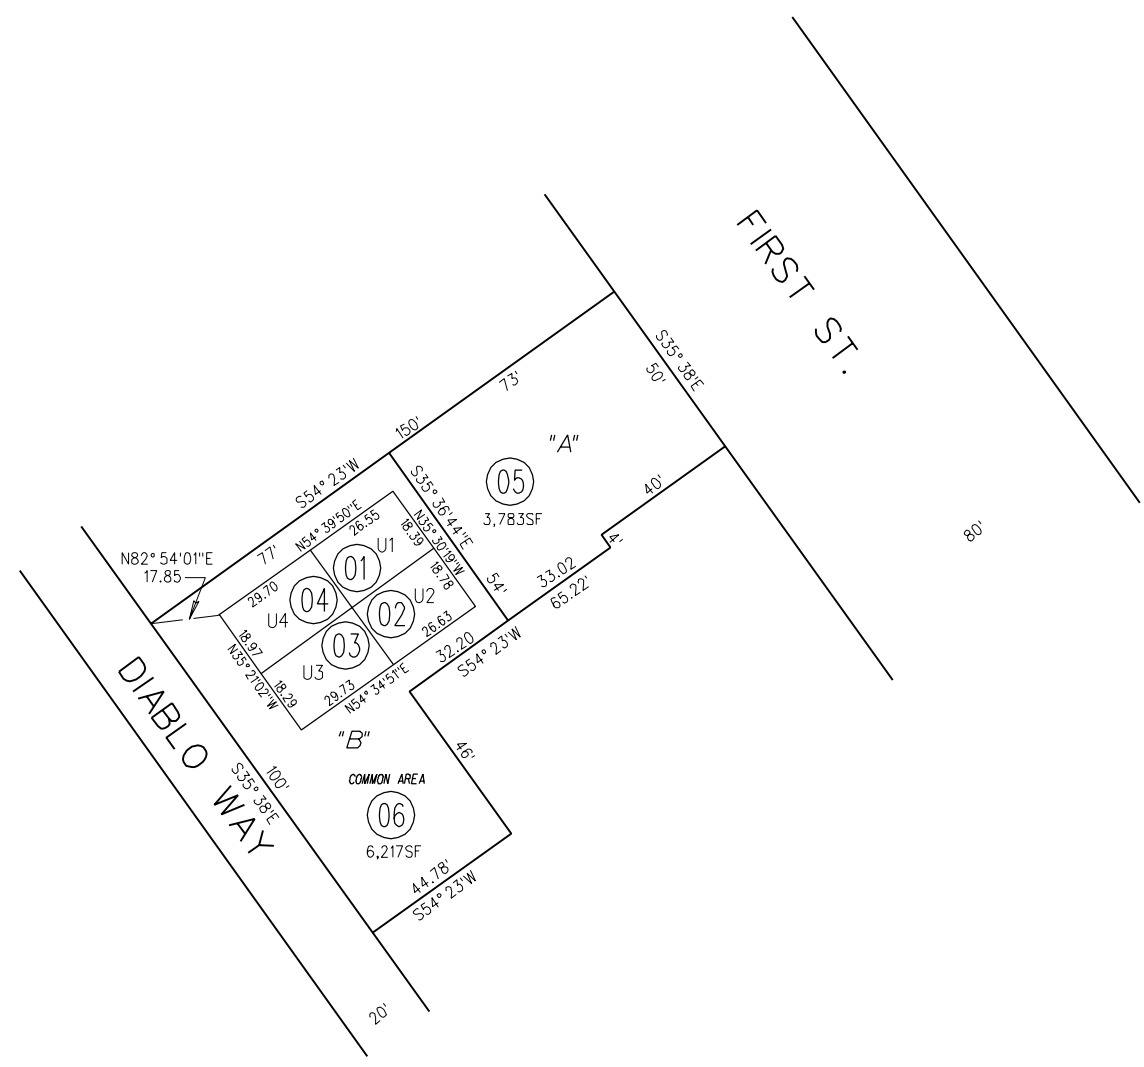 FIRST ST.
S35° 38'E
50'
73'
150'
"A"
S54° 23'W
S35° 36'44"E
05
40'
3,783SF
N54° 39'50"E
26.55
18.39
N35° 30'19"W
80'
4'
N82° 54'01"E
17.85
77'
U1
01
33.02
65.22'
18.78
54'
29.70
04
U2
02
U4
26.63
18.97
03
32.20
S54° 23'W
N35° 21'02"W
U3
18.29
29.73
N54° 34'51"E
DIABLO WAY
"B"
46'
S35° 38'E
100'
COMMON AREA
06
6,217SF
44.78'
S54° 23'W
20'